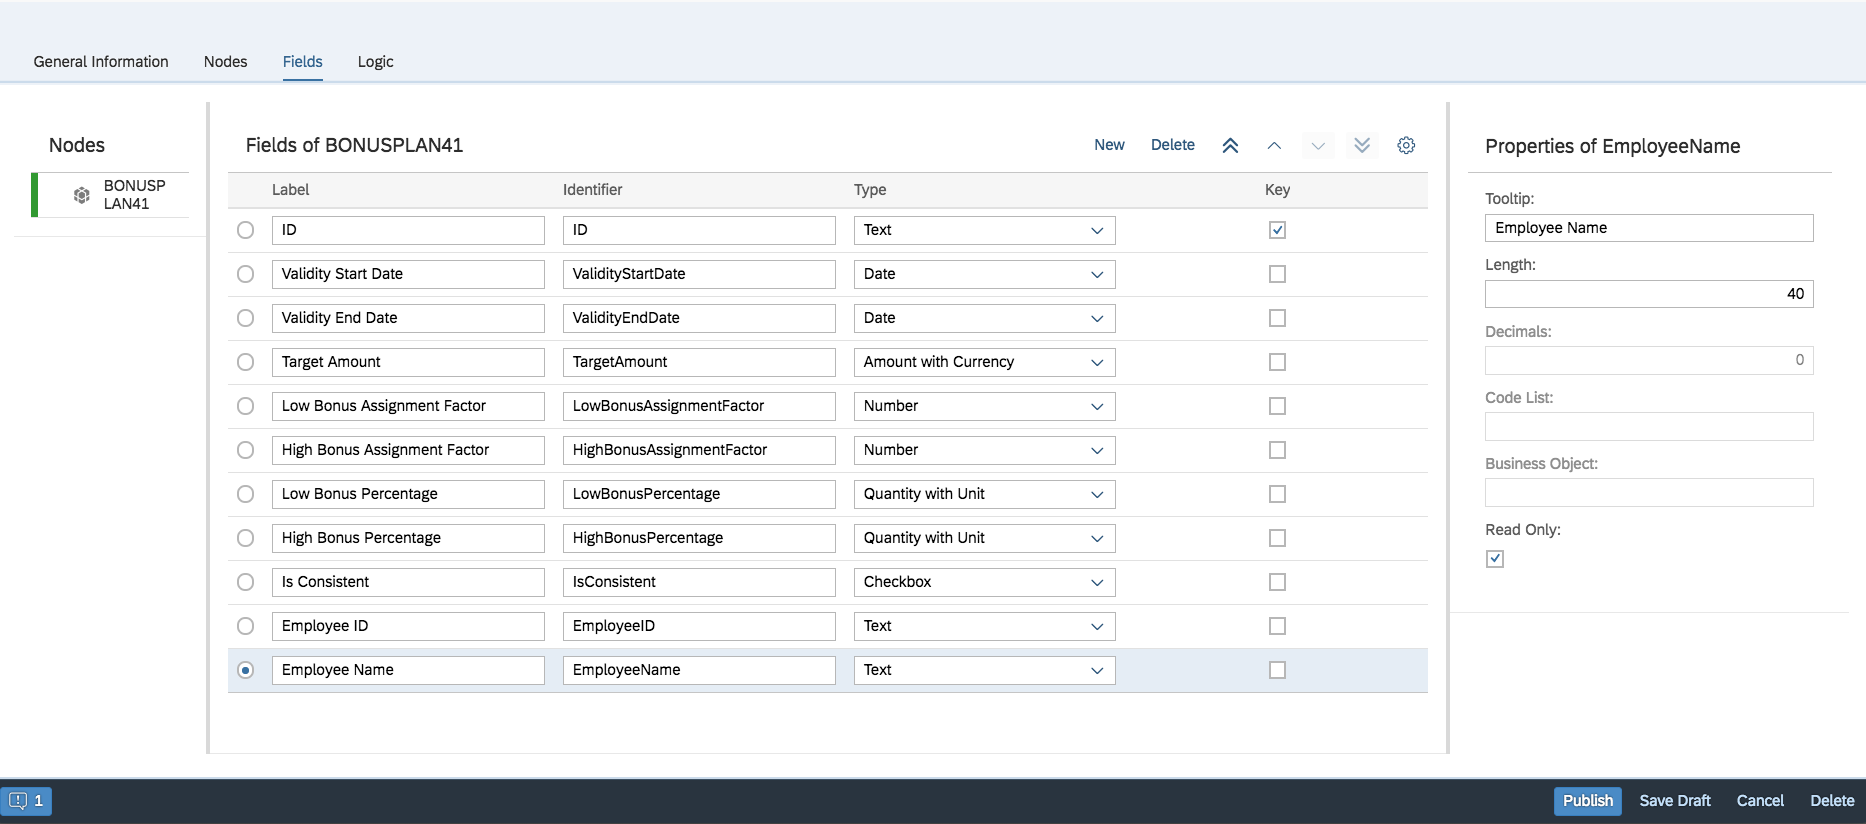 General Information Nodes Fields Logic
Nodes
BONUSP
LAN41
Fields of BONUSPLAN41 New Delete
Label Identifier Type Key
ID ID Text
Validity Start Date ValidityStartDate Date
Validity End Date ValidityEndDate Date
Target Amount TargetAmount Amount with Currency
Low Bonus Assignment Factor LowBonusAssignmentFactor Number
High Bonus Assignment Factor HighBonusAssignmentFactor Number
Low Bonus Percentage LowBonusPercentage Quantity with Unit
High Bonus Percentage HighBonusPercentage Quantity with Unit
Is Consistent IsConsistent Checkbox
Employee ID EmployeeID Text
Employee Name EmployeeName Text
Properties of EmployeeName
Tooltip:
Employee Name
Length:
40
Decimals:
0
Code List:
Business Object:
Read Only:
1 Publish Save Draft Cancel Delete